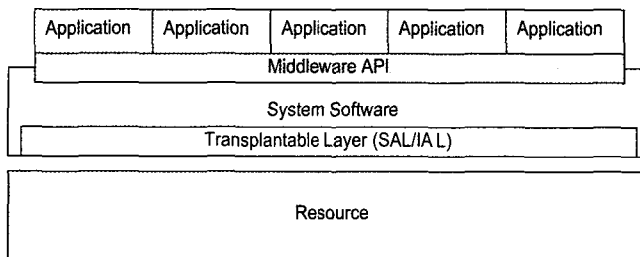 Application Application Application Application Application
Middleware API
System Software
Transplantable Layer (SAL/IA L)
Resource